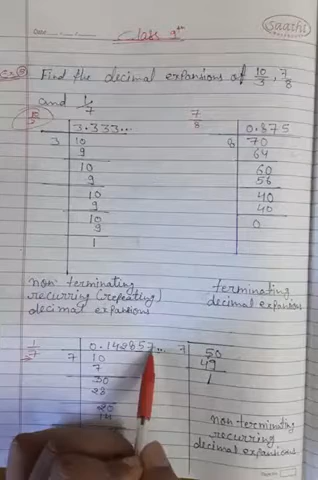 Saathi
Date
Class 9th
Find the decimal expansions of 10/3, 7/8
and 1/7
10/3
3.333...
3 10
9
10
9
10
9
10
9
1
7/8
0.875
8 70
64
60
56
40
40
0
non terminating
recurring (repeating)
decimal expansions
terminating
decimal expansion
1/7
0.142857...
7 10
7
30
28
20
14
7 50
49
1
non terminating
recurring
decimal expansions